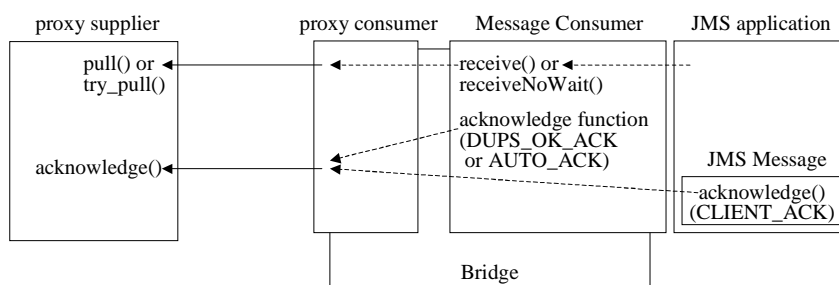 proxy supplier
proxy consumer
Message Consumer
JMS application
pull() or
try_pull()
receive() or
receiveNoWait()
acknowledge function
(DUPS_OK_ACK
or AUTO_ACK)
acknowledge()
JMS Message
acknowledge()
(CLIENT_ACK)
Bridge